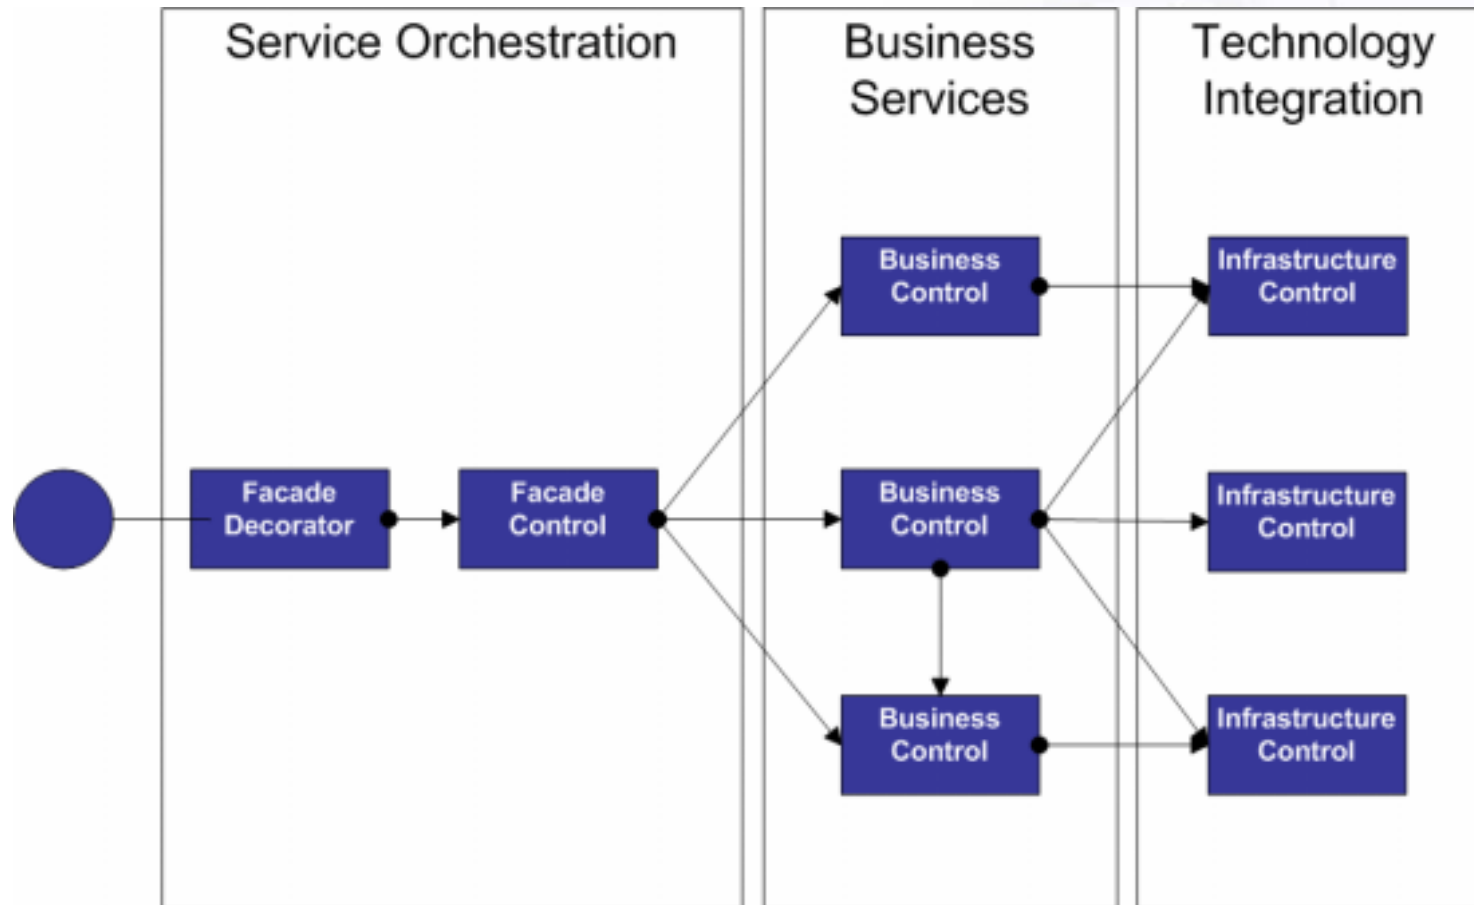 Service Orchestration
Business
Services
Technology
Integration
Business
Control
Infrastructure
Control
Facade
Decorator
Facade
Control
Business
Control
Infrastructure
Control
Business
Control
Infrastructure
Control